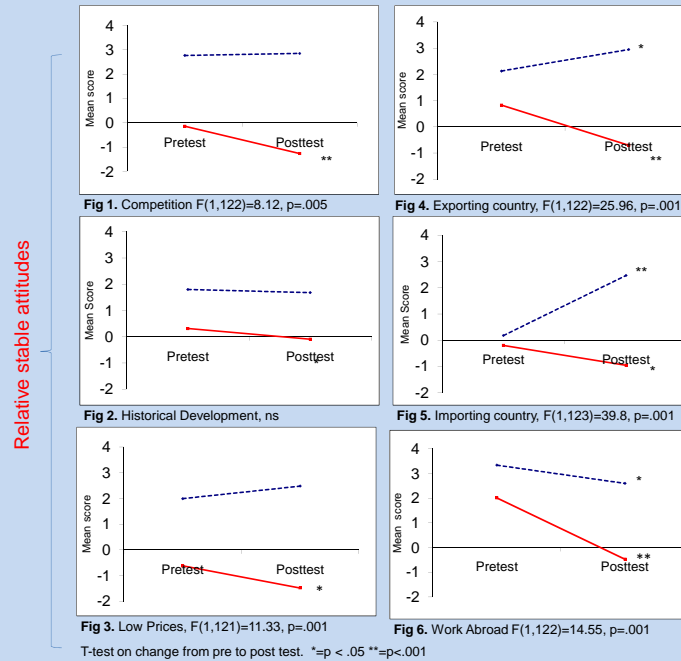 Relative stable attitudes
Mean score
4
3
2
1
0
-1
-2
Pretest
Posttest
**
Fig 1. Competition F(1,122)=8.12, p=.005
Mean score
4
3
2
1
0
-1
-2
Pretest
Posttest
*
**
Fig 4. Exporting country, F(1,122)=25.96, p=.001
Mean Score
4
3
2
1
0
-1
-2
Pretest
Posttest
*
Fig 2. Historical Development, ns
Mean Score
4
3
2
1
0
-1
-2
Pretest
Posttest
**
*
Fig 5. Importing country, F(1,123)=39.8, p=.001
Mean score
4
3
2
1
0
-1
-2
Pretest
Posttest
*
Fig 3. Low Prices, F(1,121)=11.33, p=.001
Mean score
4
3
2
1
0
-1
-2
Pretest
Posttest
*
**
Fig 6. Work Abroad F(1,122)=14.55, p=.001
T-test on change from pre to post test. *=p < .05 **=p<.001